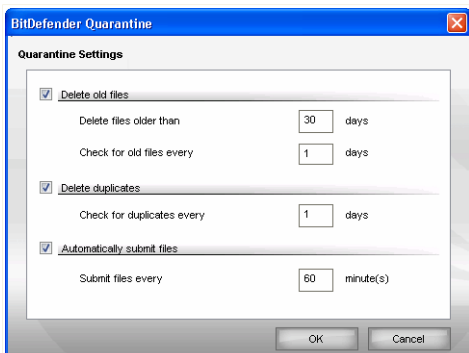 BitDefender Quarantine
Quarantine Settings
Delete old files
Delete files older than 30 days
Check for old files every 1 days
Delete duplicates
Check for duplicates every 1 days
Automatically submit files
Submit files every 60 minute(s)
OK Cancel